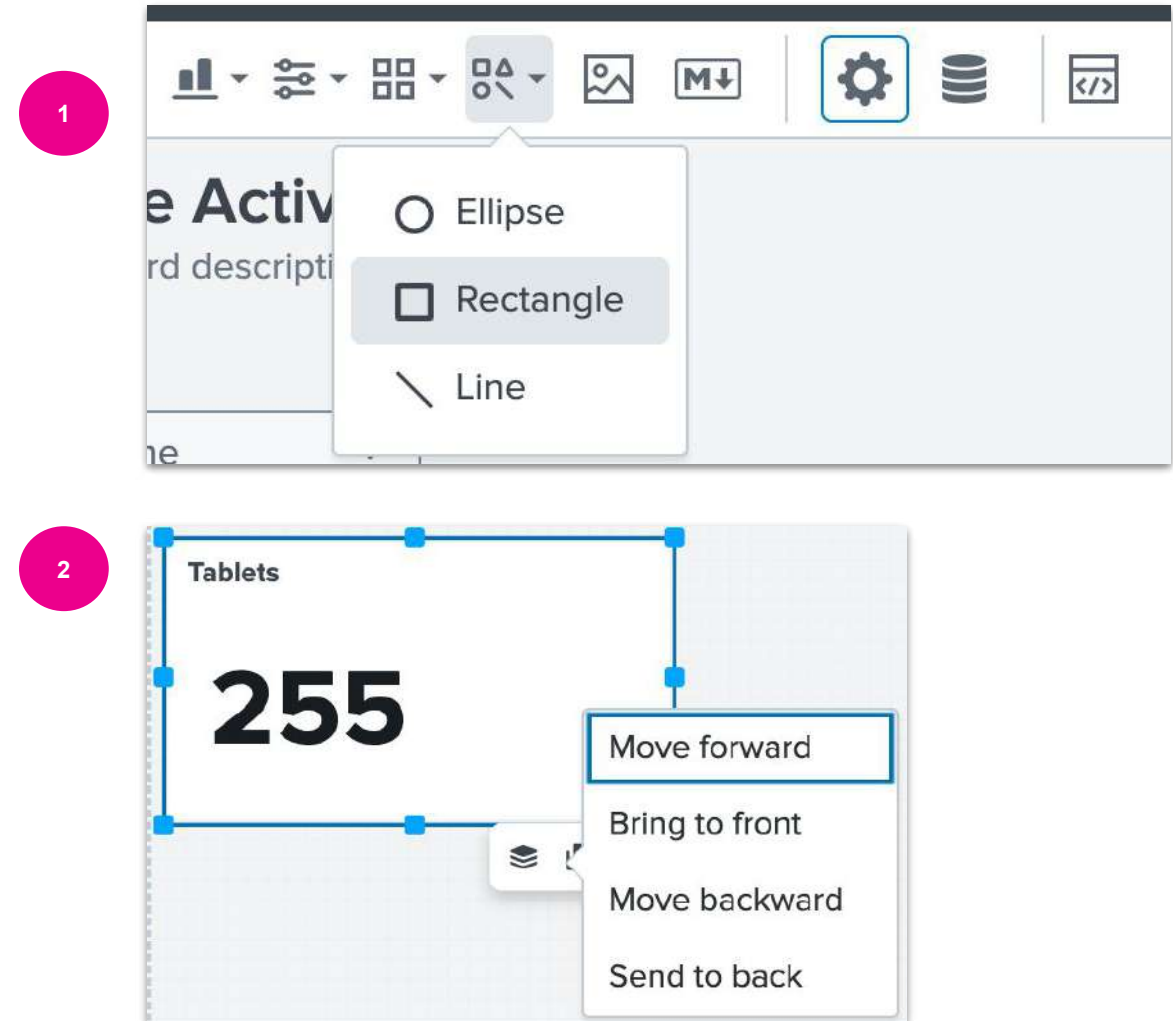 1
M
</>
e Activ
rd descripti
Ellipse
Rectangle
Line
ne
2
Tablets
255
Move forward
Bring to front
Move backward
Send to back